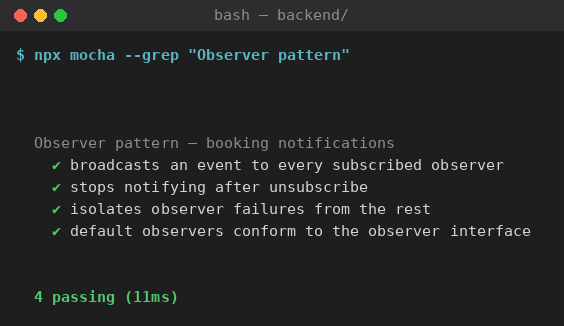 bash — backend/
$ npx mocha --grep "Observer pattern"
Observer pattern — booking notifications
✔ broadcasts an event to every subscribed observer
✔ stops notifying after unsubscribe
✔ isolates observer failures from the rest
✔ default observers conform to the observer interface
4 passing (11ms)